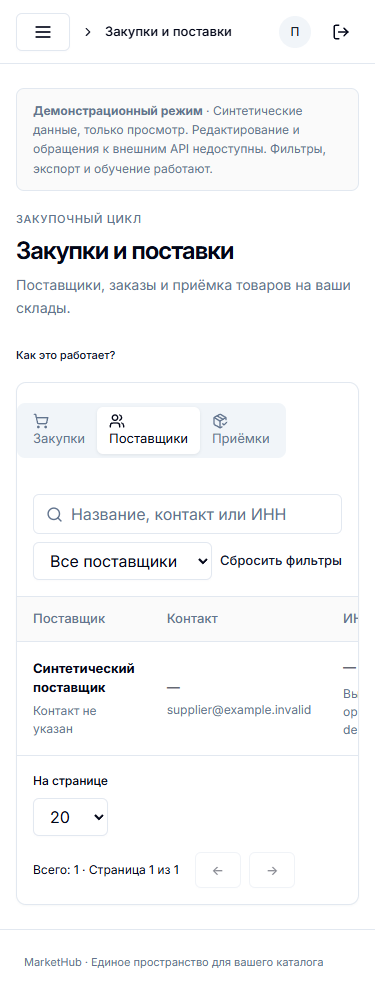 Закупки и поставки
П
Демонстрационный режим · Синтетические
данные, только просмотр. Редактирование и
обращения к внешним API недоступны. Фильтры,
экспорт и обучение работают.
ЗАКУПОЧНЫЙ ЦИКЛ
Закупки и поставки
Поставщики, заказы и приёмка товаров на ваши
склады.
Как это работает?
Закупки
Поставщики
Приёмки
Название, контакт или ИНН
Все поставщики
Сбросить фильтры
Поставщик
Контакт
Синтетический
поставщик
Контакт не
указан
—
supplier@example.invalid
—
На странице
20
Всего: 1 · Страница 1 из 1
←
→
MarketHub · Единое пространство для вашего каталога